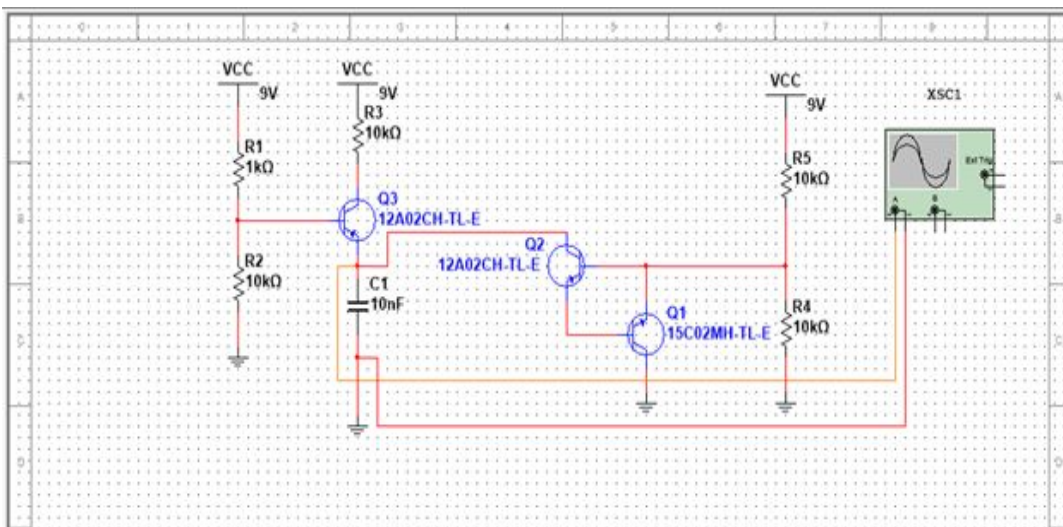 VCC
9V
VCC
9V
R3
10kΩ
VCC
9V
XSC1
R1
1kΩ
R5
10kΩ
Ext Trig
A
B
Q3
12A02CH-TL-E
Q2
12A02CH-TL-E
R2
10kΩ
C1
10nF
Q1
15C02MH-TL-E
R4
10kΩ